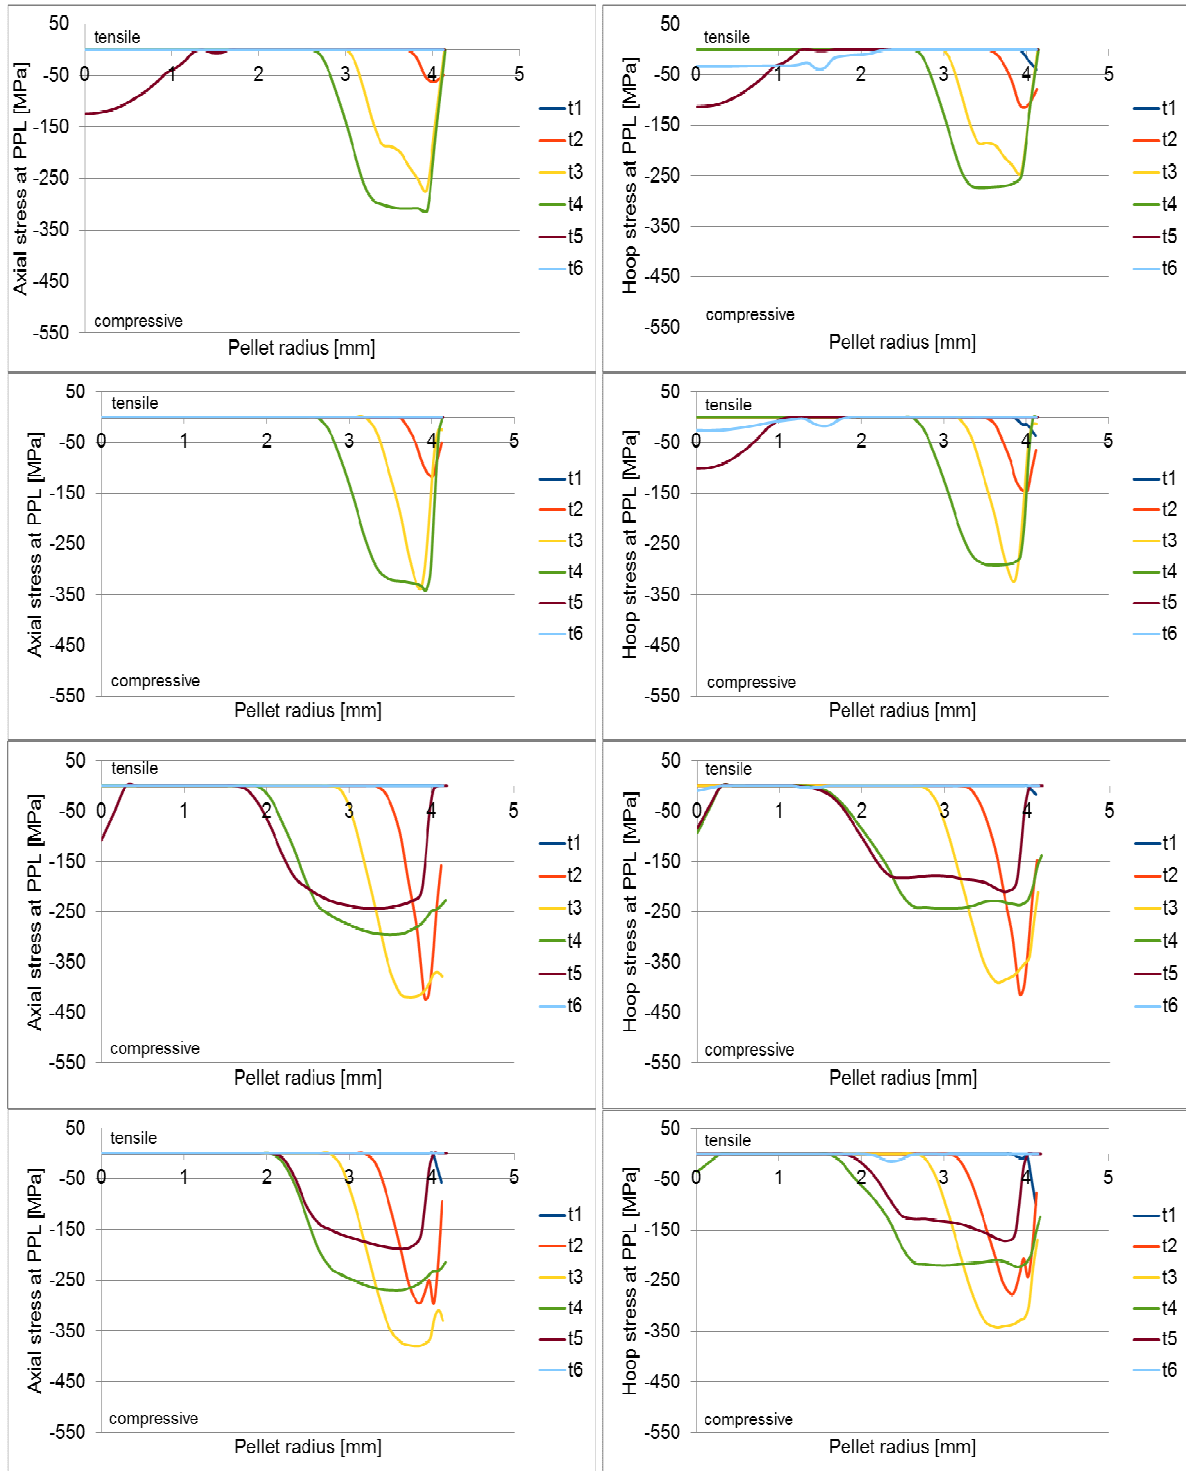 50
tensile
-50
0
1
2
3
4
5
-150
-250
-350
-450
-550
compressive
Axial stress at PPL [MPa]
Pellet radius [mm]
t1
t2
t3
t4
t5
t6
50
tensile
-50
0
1
2
3
4
5
-150
-250
-350
-450
-550
compressive
Hoop stress at PPL [MPa]
Pellet radius [mm]
t1
t2
t3
t4
t5
t6
50
tensile
-50
0
1
2
3
4
5
-150
-250
-350
-450
-550
compressive
Axial stress at PPL [MPa]
Pellet radius [mm]
t1
t2
t3
t4
t5
t6
50
tensile
-50
0
1
2
3
4
5
-150
-250
-350
-450
-550
compressive
Hoop stress at PPL [MPa]
Pellet radius [mm]
t1
t2
t3
t4
t5
t6
50
tensile
-50
0
1
2
3
4
5
-150
-250
-350
-450
-550
compressive
Axial stress at PPL [MPa]
Pellet radius [mm]
t1
t2
t3
t4
t5
t6
50
tensile
-50
0
1
2
3
4
5
-150
-250
-350
-450
-550
compressive
Hoop stress at PPL [MPa]
Pellet radius [mm]
t1
t2
t3
t4
t5
t6
50
tensile
-50
0
1
2
3
4
5
-150
-250
-350
-450
-550
compressive
Axial stress at PPL [MPa]
Pellet radius [mm]
t1
t2
t3
t4
t5
t6
50
tensile
-50
0
1
2
3
4
5
-150
-250
-350
-450
-550
compressive
Hoop stress at PPL [MPa]
Pellet radius [mm]
t1
t2
t3
t4
t5
t6